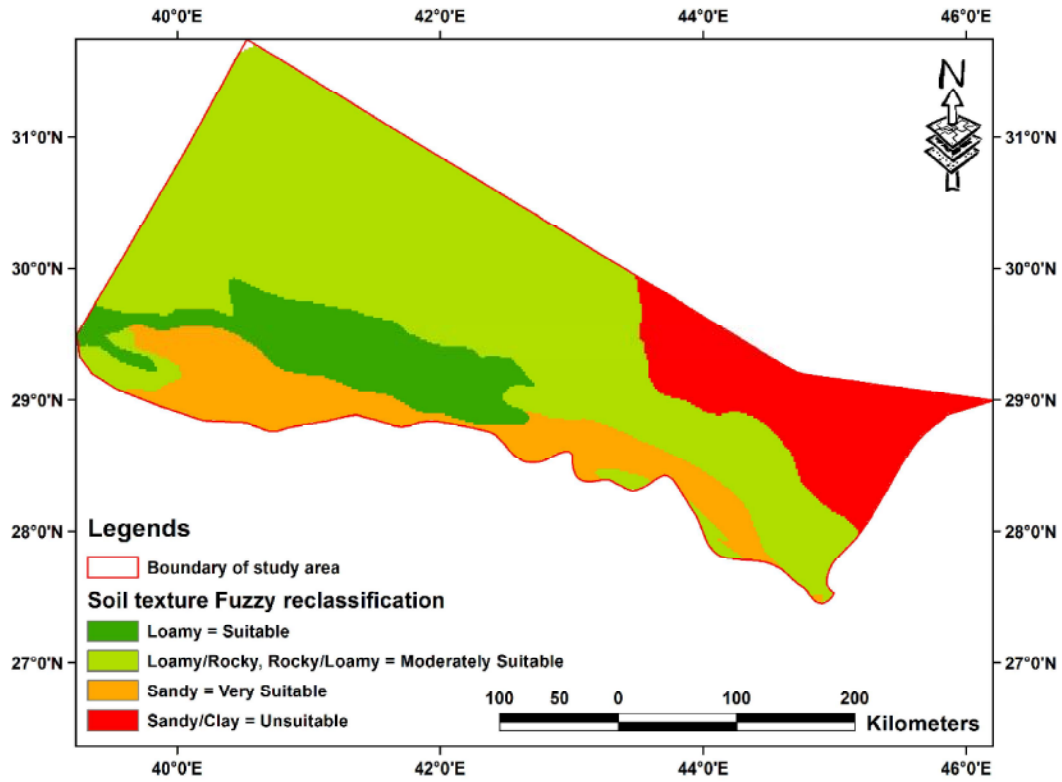 40°0'E 42°0'E 44°0'E 46°0'E
N
31°0'N 31°0'N
30°0'N 30°0'N
29°0'N 29°0'N
28°0'N 28°0'N
27°0'N 27°0'N
Legends
Boundary of study area
Soil texture Fuzzy reclassification
Loamy = Suitable
Loamy/Rocky, Rocky/Loamy = Moderately Suitable
Sandy = Very Suitable
Sandy/Clay = Unsuitable
100 50 0 100 200
Kilometers
40°0'E 42°0'E 44°0'E 46°0'E